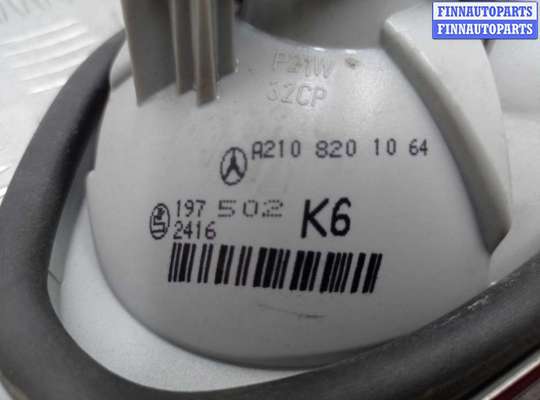 FINNAUTOPARTS
FINNAUTOPARTS
P21W
32CP
A210 820 10 64
197 502 K6
2416